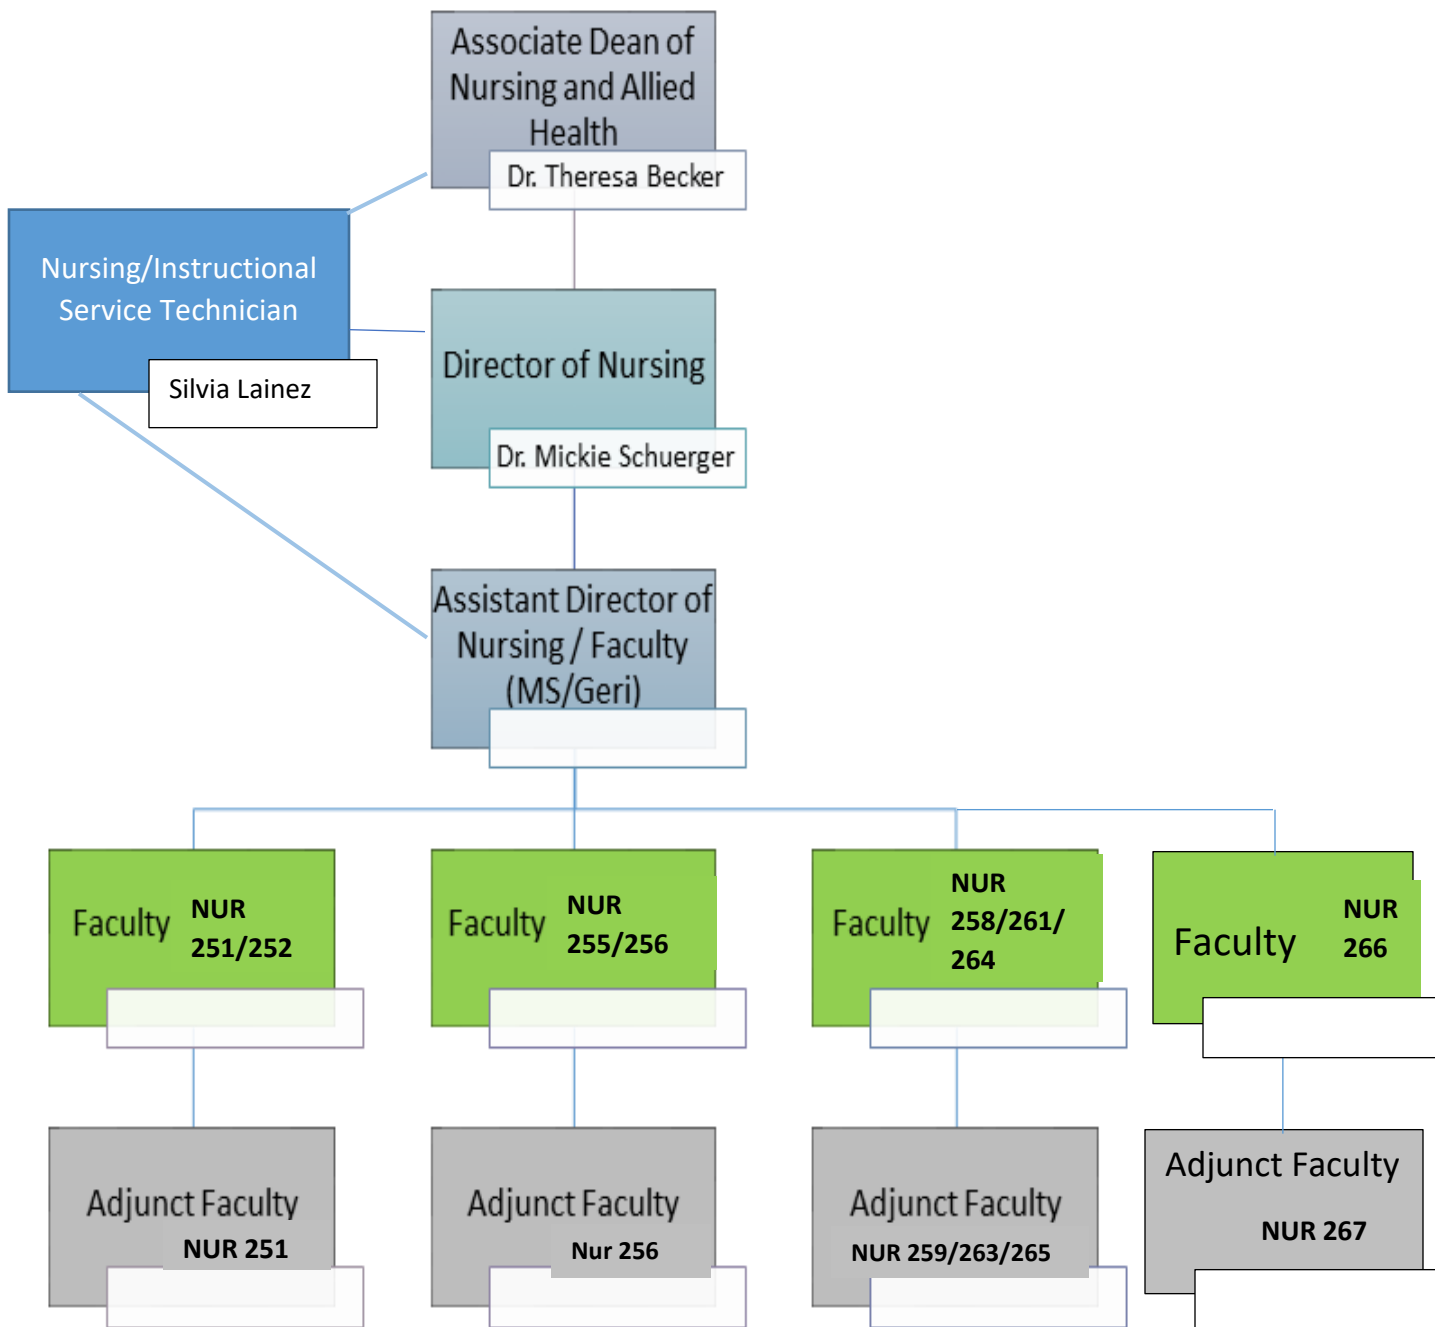 Associate Dean of
Nursing and Allied
Health
Dr. Theresa Becker
Nursing/Instructional
Service Technician
Silvia Lainez
Director of Nursing
Dr. Mickie Schuerger
Assistant Director of
Nursing / Faculty
(MS/Geri)
Faculty
NUR
251/252
Faculty
NUR
255/256
Faculty
NUR
258/261/
264
Faculty
NUR
266
Adjunct Faculty
NUR 251
Adjunct Faculty
Nur 256
Adjunct Faculty
NUR 259/263/265
Adjunct Faculty
NUR 267